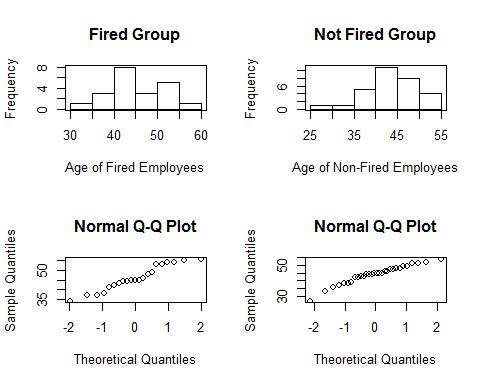 Fired Group
Frequency
8
4
0
30 40 50 60
Age of Fired Employees
Not Fired Group
Frequency
6
0
25 35 45 55
Age of Non-Fired Employees
Normal Q-Q Plot
Sample Quantiles
50
35
-2 -1 0 1 2
Theoretical Quantiles
Normal Q-Q Plot
Sample Quantiles
50
30
-2 -1 0 1 2
Theoretical Quantiles